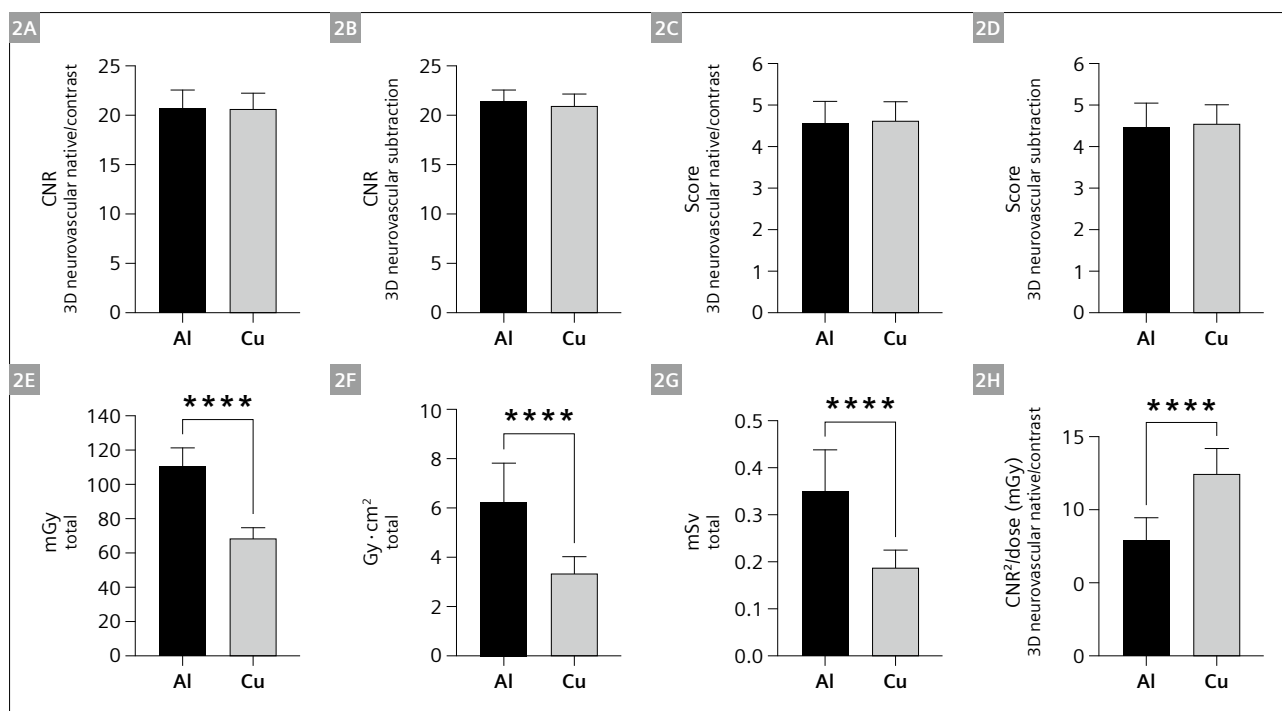 2A
CNR
3D neurovascular native/contrast
25
20
15
10
5
0
Al
Cu
2B
CNR
3D neurovascular subtraction
25
20
15
10
5
0
Al
Cu
2C
Score
3D neurovascular native/contrast
6
5
4
3
2
1
0
Al
Cu
2D
Score
3D neurovascular subtraction
6
5
4
3
2
1
0
Al
Cu
2E
mGy
total
140
120
100
80
60
40
20
0
****
Al
Cu
2F
Gy · cm²
total
10
8
6
4
2
0
****
Al
Cu
2G
mSv
total
0.5
0.4
0.3
0.2
0.1
0.0
****
Al
Cu
2H
CNR²/dose (mGy)
3D neurovascular native/contrast
15
10
0
0
****
Al
Cu